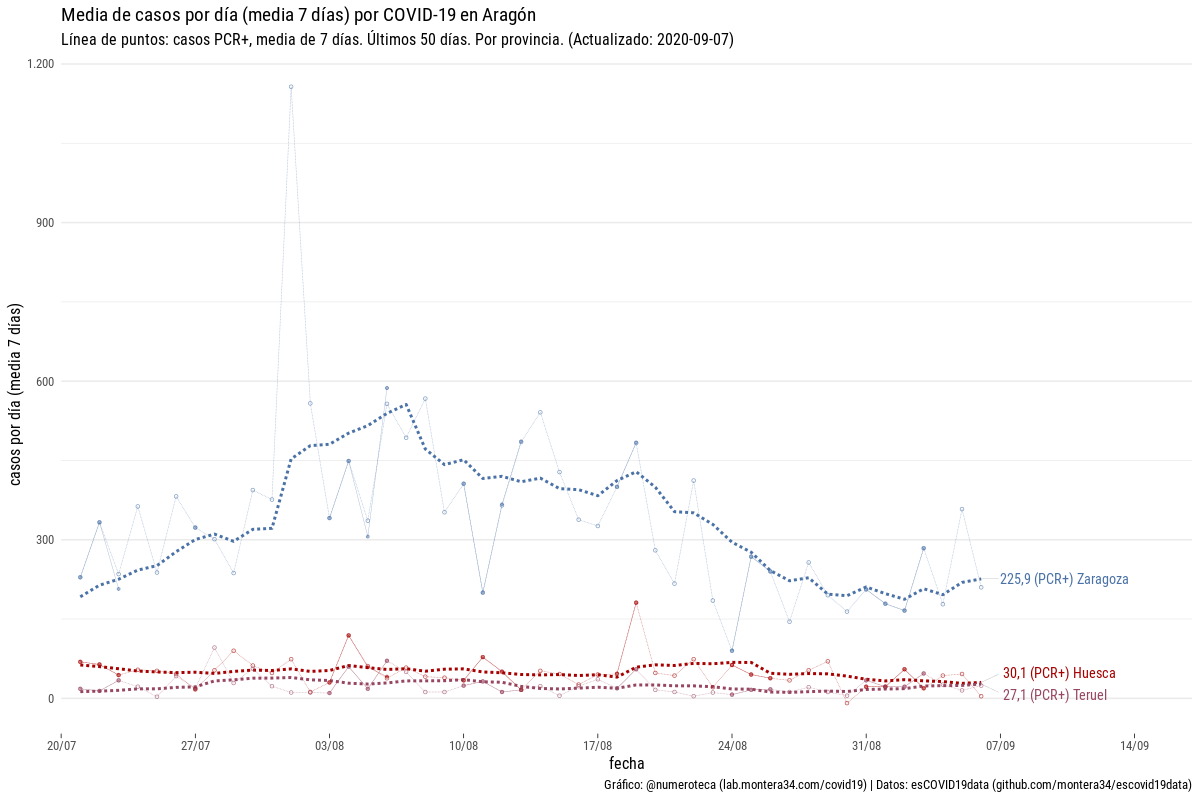 Media de casos por día (media 7 días) por COVID-19 en Aragón
Línea de puntos: casos PCR+, media de 7 días. Últimos 50 días. Por provincia. (Actualizado: 2020-09-07)
casos por día (media 7 días)
1.200
900
600
300
0
225,9 (PCR+) Zaragoza
30,1 (PCR+) Huesca
27,1 (PCR+) Teruel
20/07
27/07
03/08
10/08
17/08
24/08
31/08
07/09
14/09
fecha
Gráfico: @numeroteca (lab.montera34.com/covid19) | Datos: esCOVID19data (github.com/montera34/escovid19data)